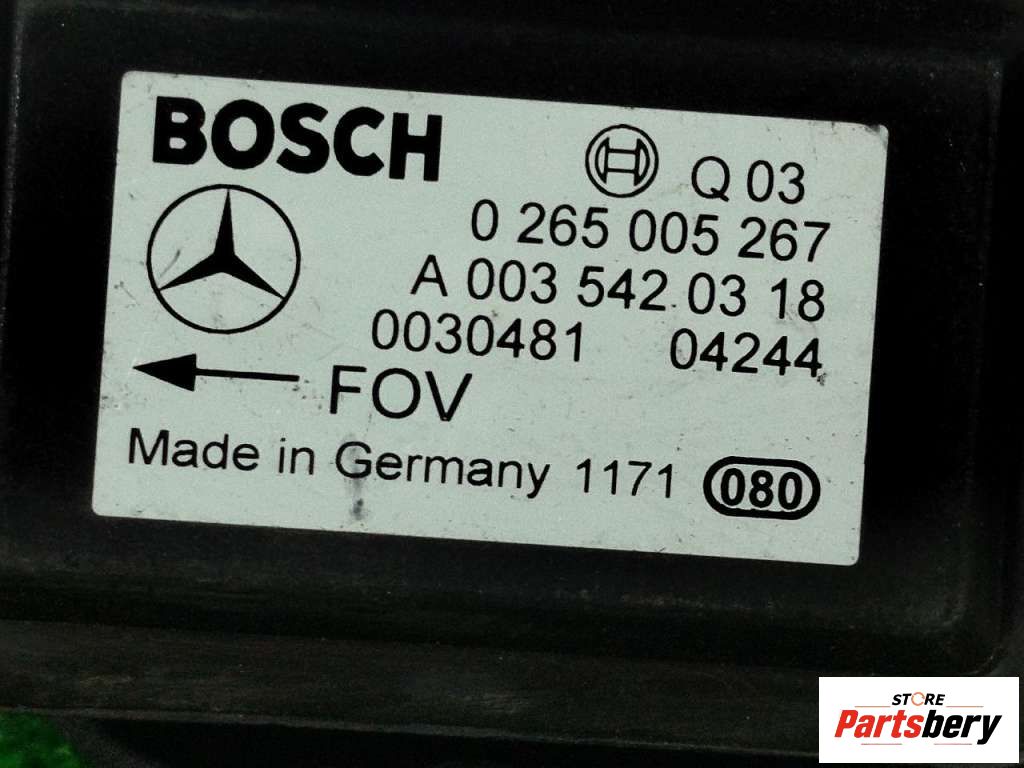 BOSCH
Q 03
0 265 005 267
A 003 542 03 18
0030481 04244
FOV
Made in Germany 1171 080
STORE
Partsbery